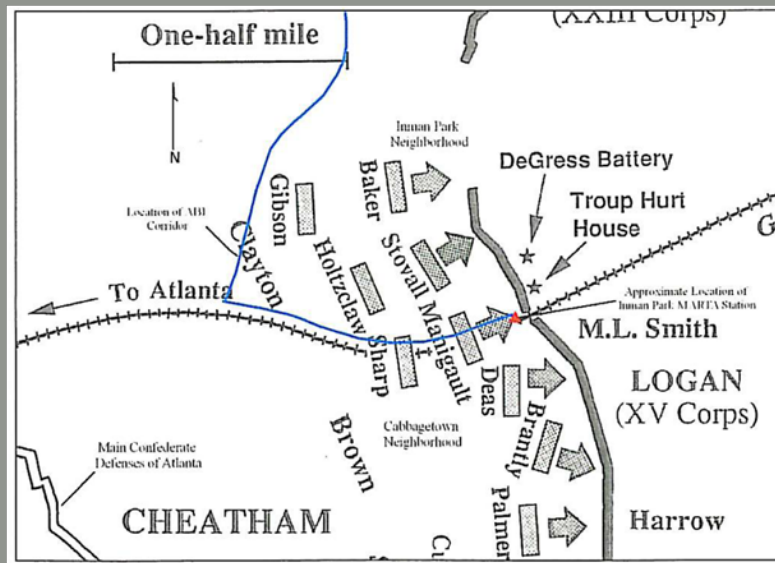 (XXIII Corps)
One-half mile
N
Inman Park
Neighborhood
DeGress Battery
Troup Hurt
House
Baker
Gibson
Location of ABI
Corridor
Clayton
Stovall
Holtzclaw
To Atlanta
Manigault
Approximate Location of
Inman Park MARTA Station
M.L. Smith
Sharp
Deas
LOGAN
(XV Corps)
Cabbagetown
Neighborhood
Brown
Brantly
Main Confederate
Defenses of Atlanta
CHEATHAM
Palmer
Harrow